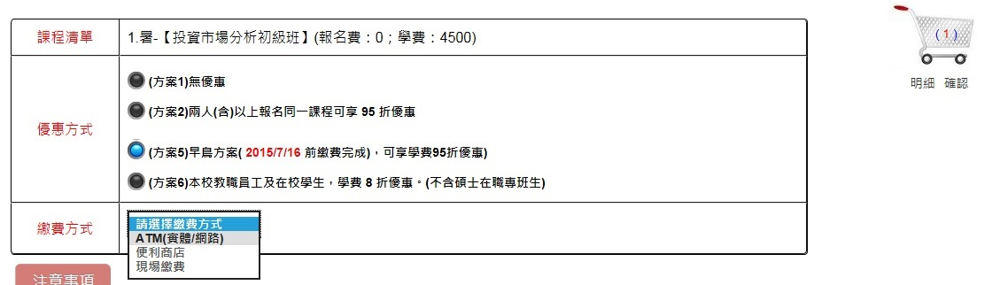 課程清單
1.暑-【投資市場分析初級班】(報名費：0；學費：4500)
( 1 )
明細 確認
優惠方式
(方案1)無優惠
(方案2)兩人(含)以上報名同一課程可享 95 折優惠
(方案5)早鳥方案( 2015/7/16 前繳費完成)，可享學費95折優惠)
(方案6)本校教職員工及在校學生，學費 8 折優惠。(不含碩士在職專班生)
繳費方式
請選擇繳費方式
ATM(實體/網路)
便利商店
現場繳費
注意事項